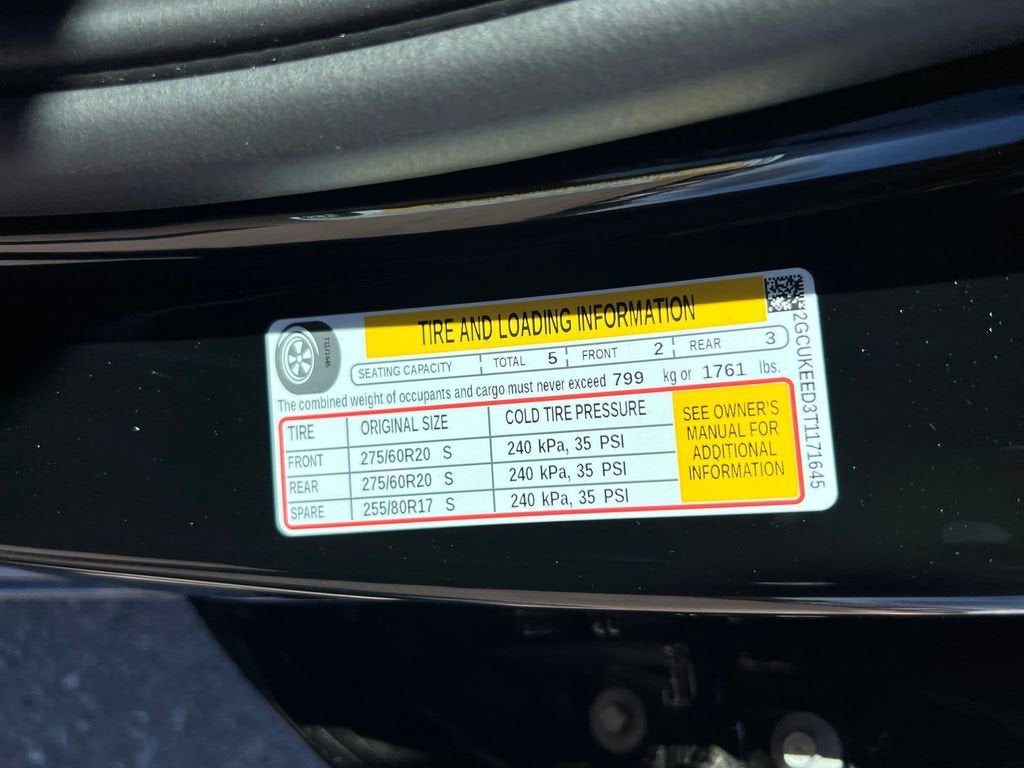 TIRE AND LOADING INFORMATION
SEATING CAPACITY TOTAL 5 FRONT 2 REAR 3
The combined weight of occupants and cargo must never exceed 799 kg or 1761 lbs.
TIRE ORIGINAL SIZE COLD TIRE PRESSURE
FRONT 275/60R20 S 240 kPa, 35 PSI
REAR 275/60R20 S 240 kPa, 35 PSI
SPARE 255/80R17 S 240 kPa, 35 PSI
SEE OWNER'S
MANUAL FOR
ADDITIONAL
INFORMATION
2GCUKEED3T1171645
T1171645